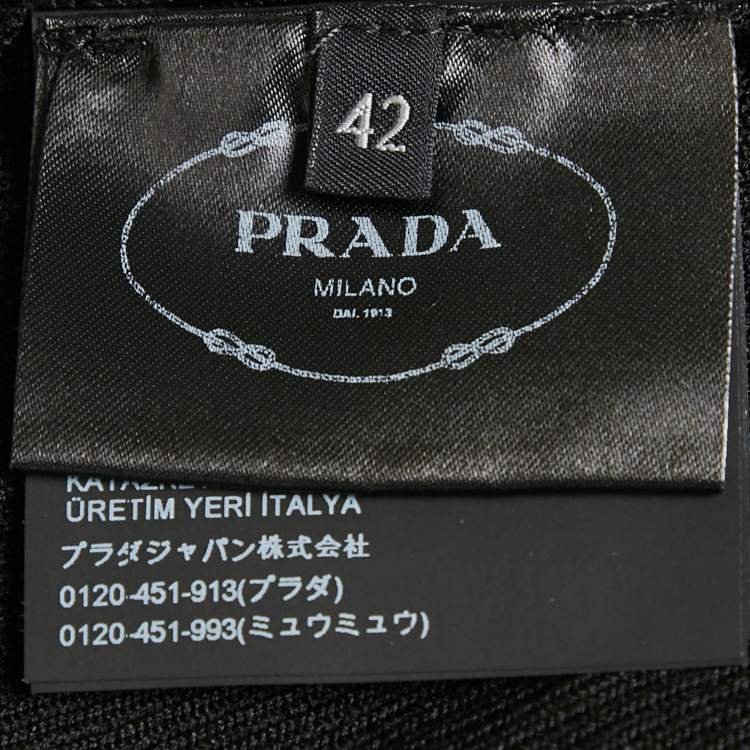 42
PRADA
MILANO
DAL 1913
ÜRETİM YERİ İTALYA
プラダジャパン株式会社
0120-451-913(プラダ)
0120-451-993(ミュウミュウ)